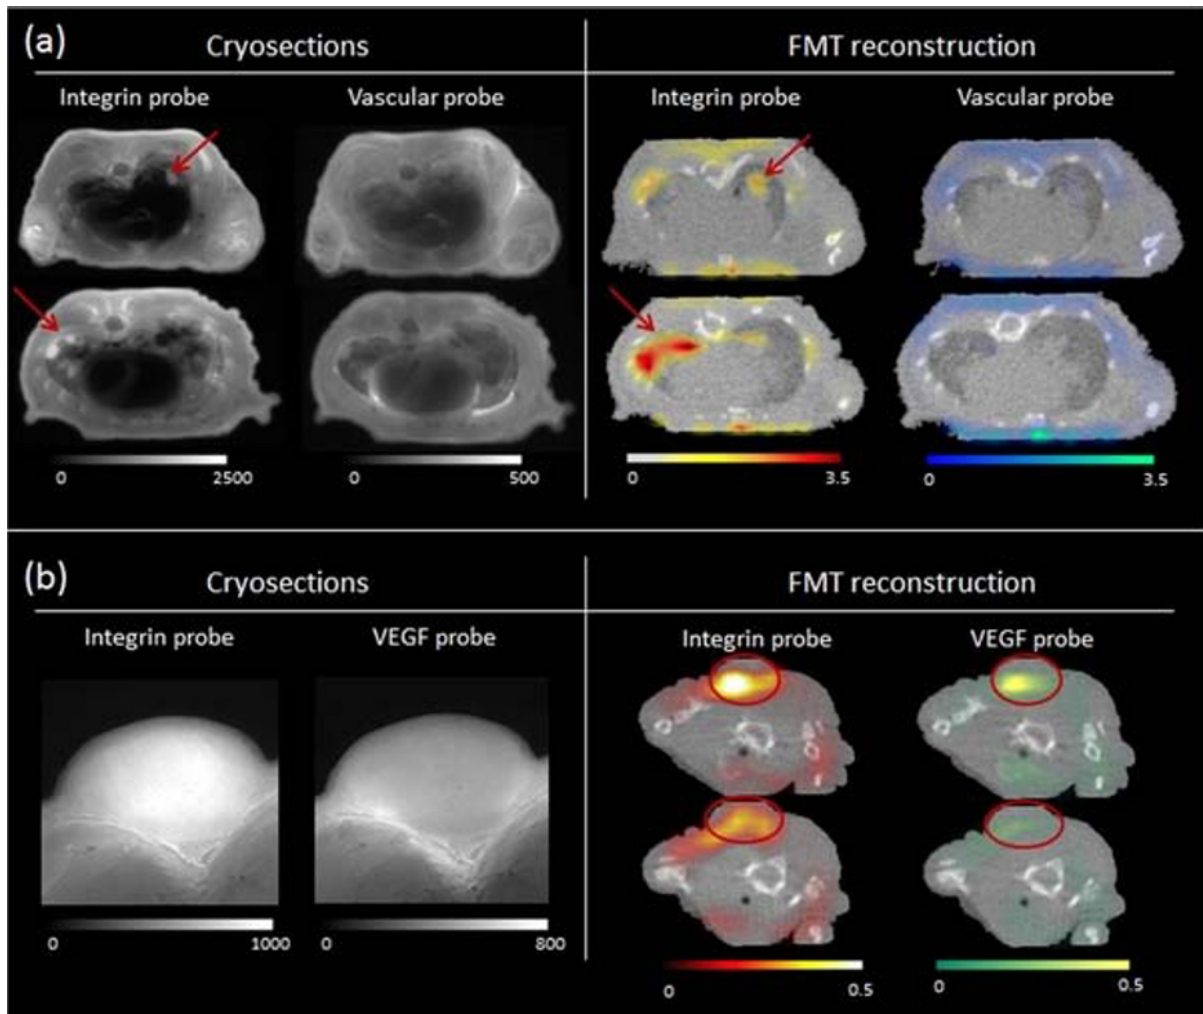 (a)
Cryosections
FMT reconstruction
Integrin probe
Vascular probe
Integrin probe
Vascular probe
0
2500
0
500
0
3.5
0
3.5
(b)
Cryosections
FMT reconstruction
Integrin probe
VEGF probe
Integrin probe
VEGF probe
0
1000
0
800
0
0.5
0
0.5